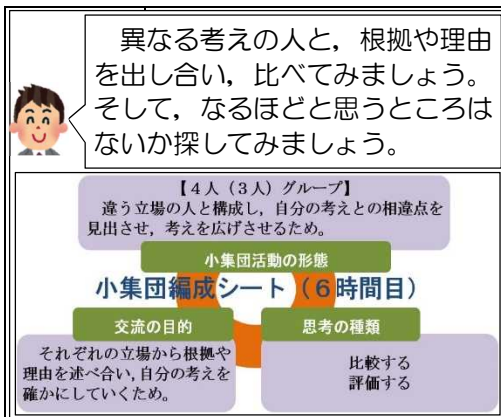 異なる考えの人と，根拠や理由
を出し合い，比べてみましょう。
そして，なるほどと思うところは
ないか探してみましょう。
【４人（３人）グループ】
違う立場の人と構成し，自分の考えとの相違点を
見出させ，考えを広げさせるため。
小集団活動の形態
小集団編成シート（６時間目）
交流の目的
それぞれの立場から根拠や
理由を述べ合い，自分の考えを
確かにしていくため。
思考の種類
比較する
評価する